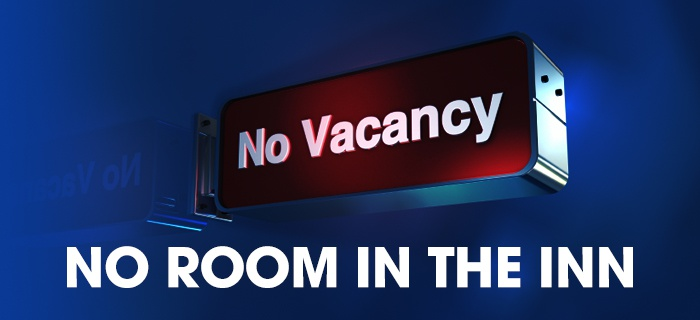 No Vacancy
NO ROOM IN THE INN